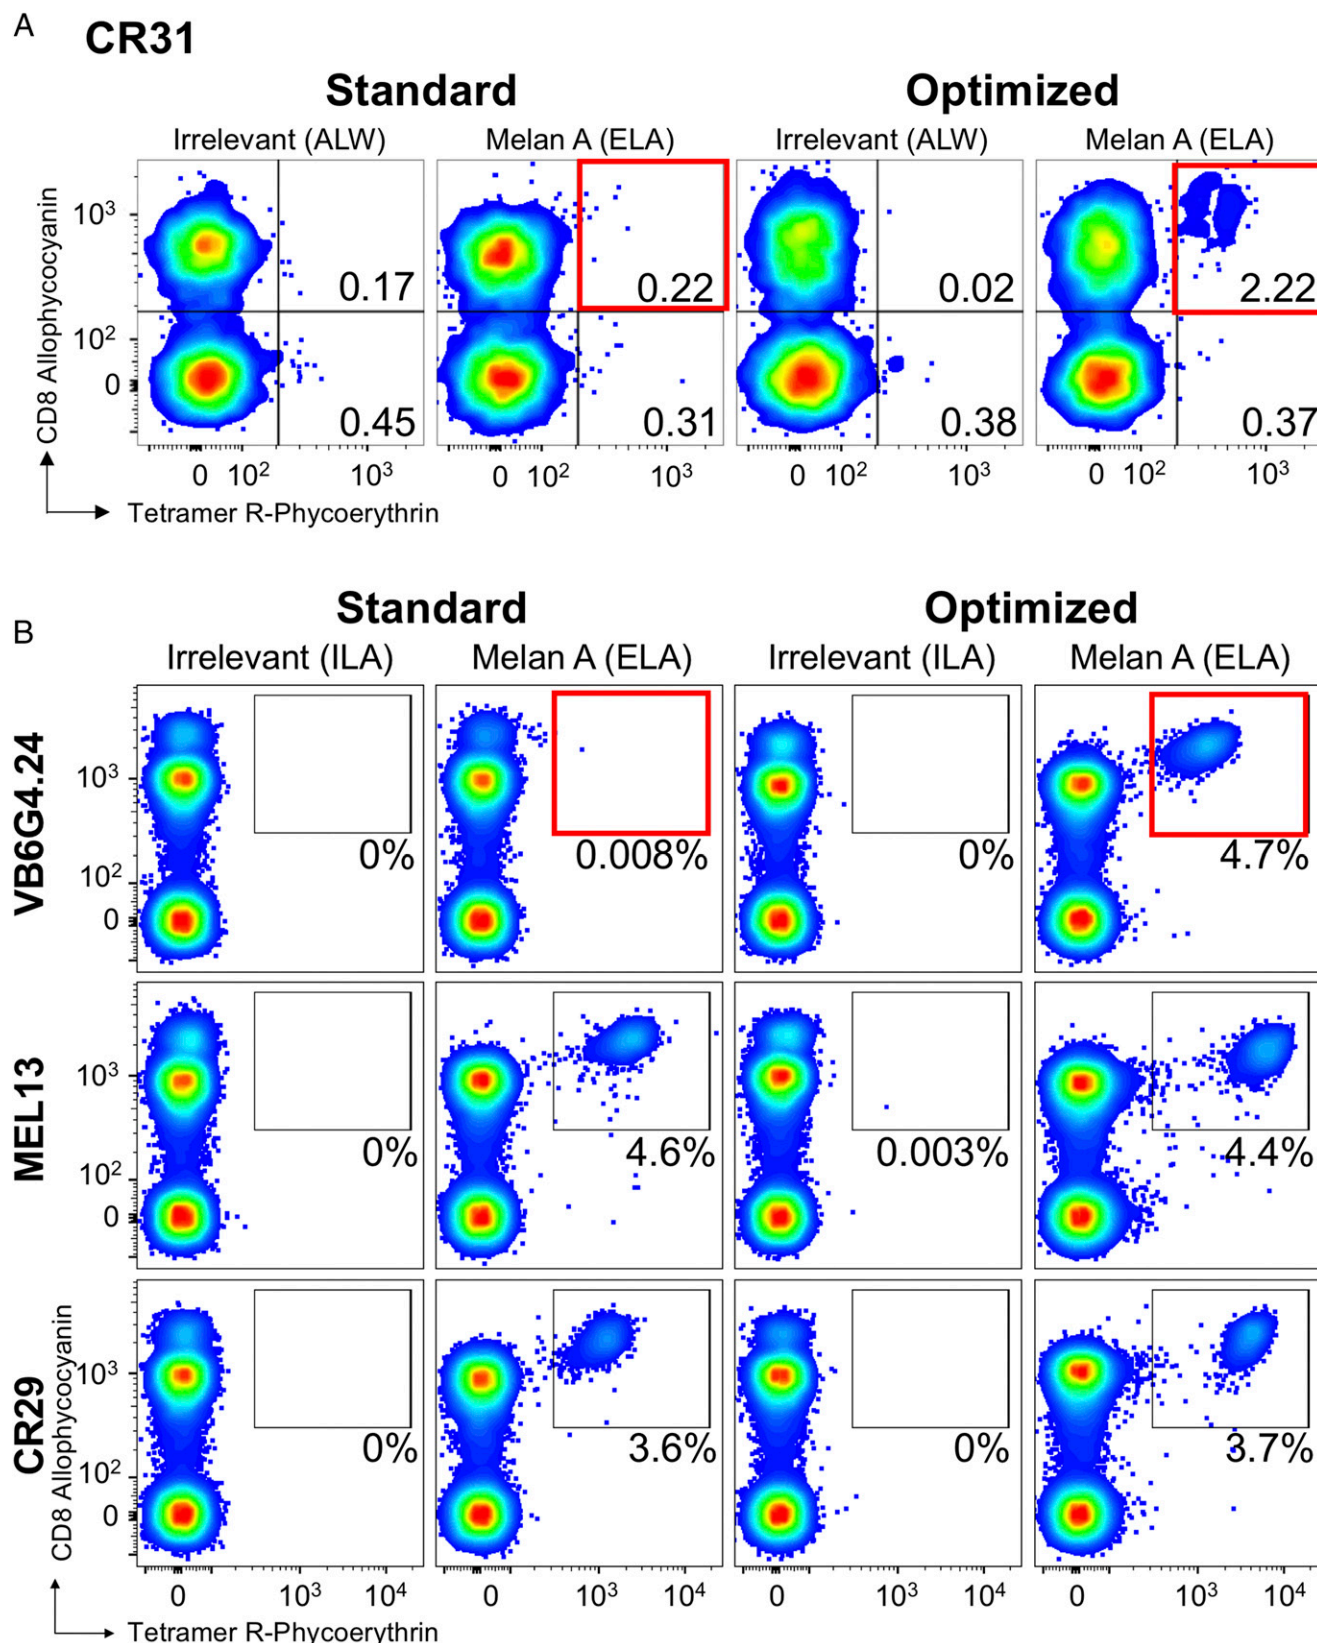 A
CR31
Standard Optimized
Irrelevant (ALW) Melan A (ELA) Irrelevant (ALW) Melan A (ELA)
CD8 Allophycocyanin
10³
10²
0
0.17 0.22 0.02 2.22
0.45 0.31 0.38 0.37
0 10² 10³ 0 10² 10³ 0 10² 10³ 0 10² 10³
Tetramer R-Phycoerythrin
B
Standard Optimized
Irrelevant (ILA) Melan A (ELA) Irrelevant (ILA) Melan A (ELA)
VB6G4.24
10³
10²
0
0% 0.008% 0% 4.7%
MEL13
10³
10²
0
0% 4.6% 0.003% 4.4%
CR29
CD8 Allophycocyanin
10³
10²
0
0% 3.6% 0% 3.7%
0 10³ 10⁴ 0 10³ 10⁴ 0 10³ 10⁴ 0 10³ 10⁴
Tetramer R-Phycoerythrin